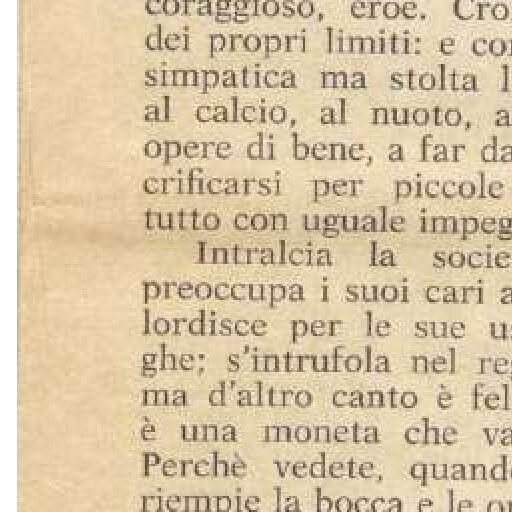 coraggioso, eroe. Cro
dei propri limiti: e co
simpatica ma stolta l
al calcio, al nuoto, a
opere di bene, a far da
crificarsi per piccole
tutto con uguale impeg
Intralcia la socie
preoccupa i suoi cari a
lordisce per le sue u
ghe; s'intrufola nel re
ma d'altro canto è fel
è una moneta che va
Perchè vedete, quand
riempie la bocca e le o